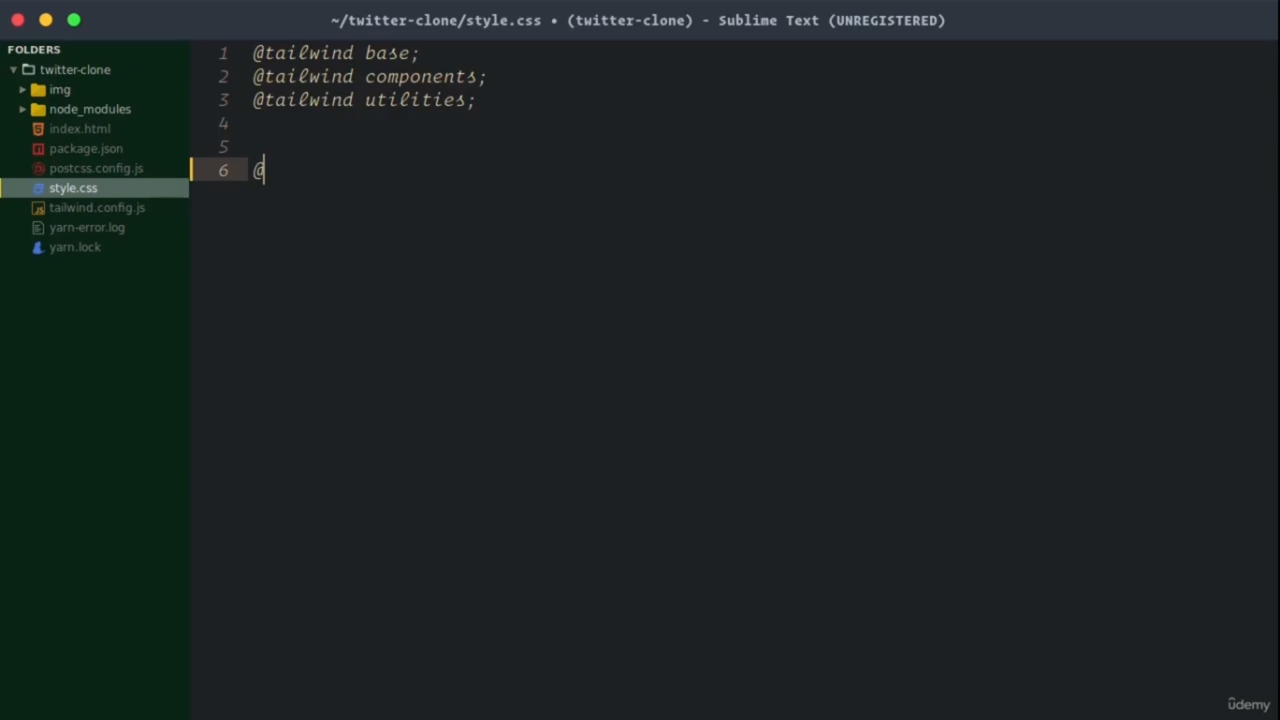 ~/twitter-clone/style.css • (twitter-clone) - Sublime Text (UNREGISTERED)
FOLDERS
twitter-clone
img
node_modules
index.html
package.json
postcss.config.js
style.css
tailwind.config.js
yarn-error.log
yarn.lock
1 @tailwind base;
2 @tailwind components;
3 @tailwind utilities;
4
5
6 @
ûdemy